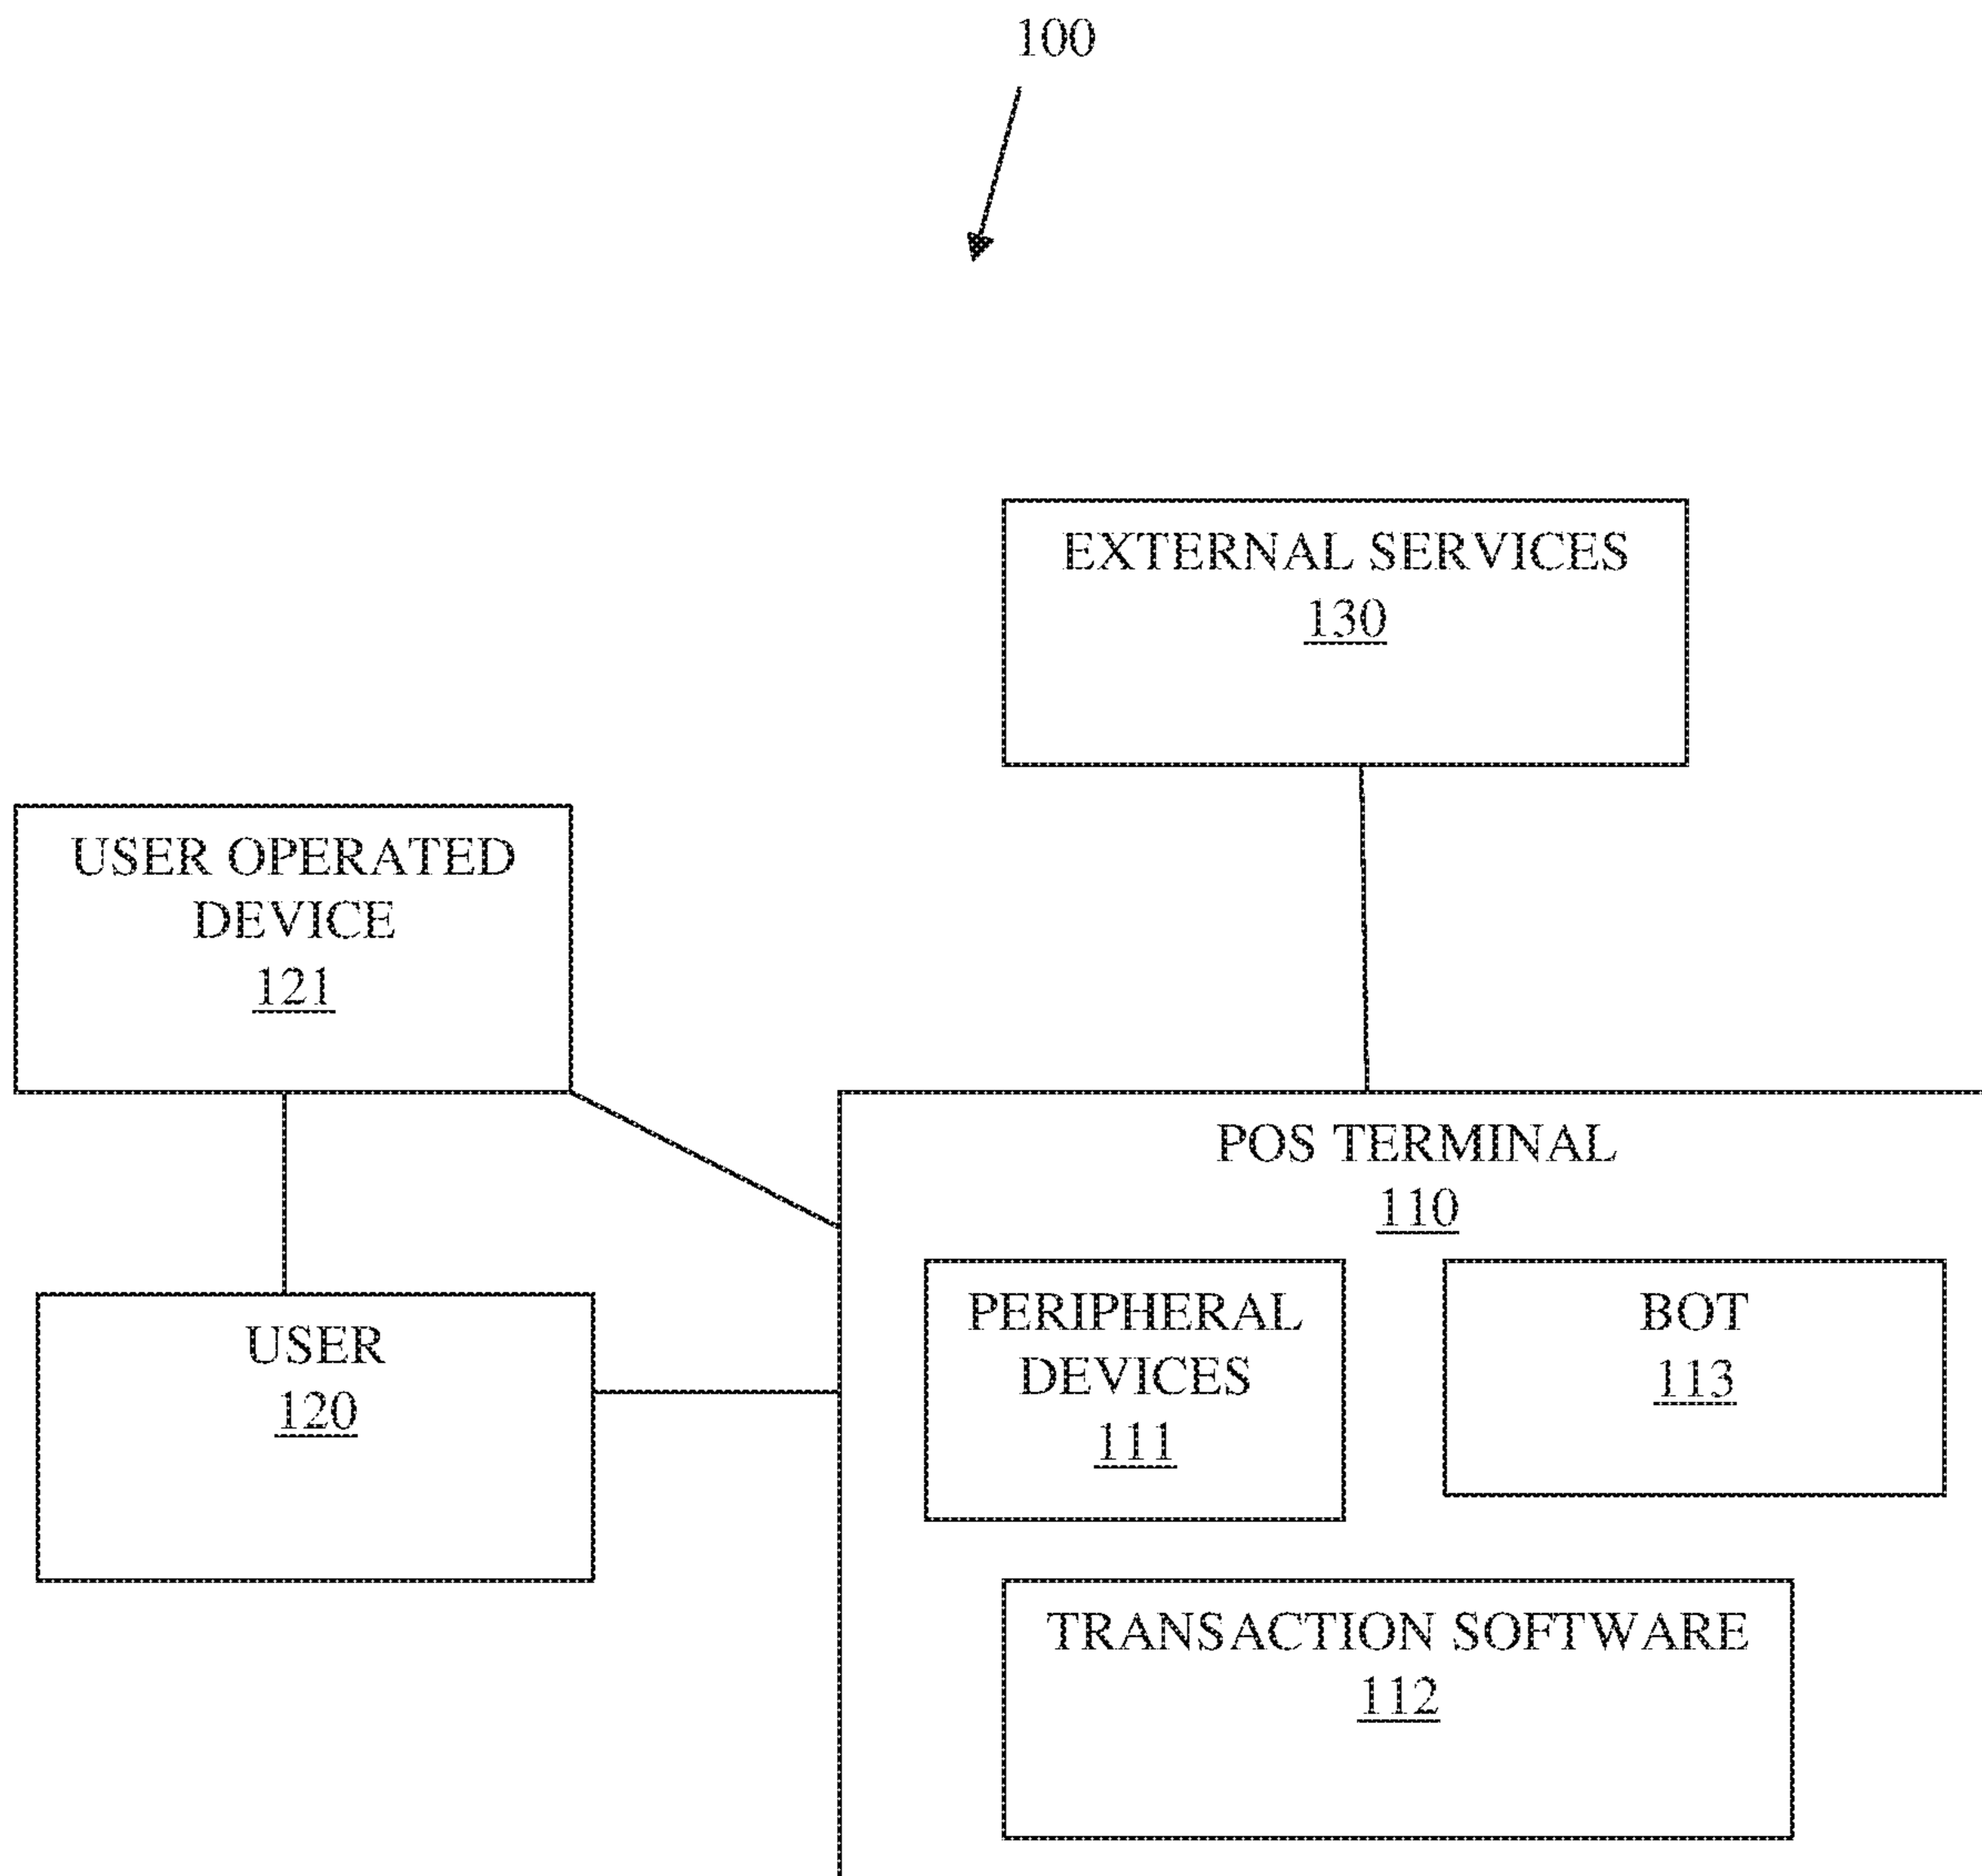 100
EXTERNAL SERVICES
130
USER OPERATED
DEVICE
121
POS TERMINAL
110
PERIPHERAL
DEVICES
111
BOT
113
USER
120
TRANSACTION SOFTWARE
112